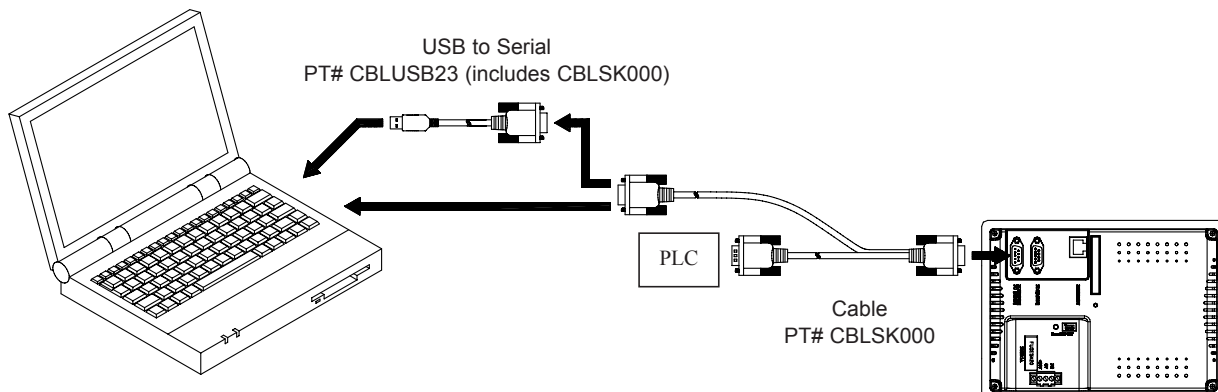 USB to Serial
PT# CBLUSB23 (includes CBLSK000)
PLC
Cable
PT# CBLSK000